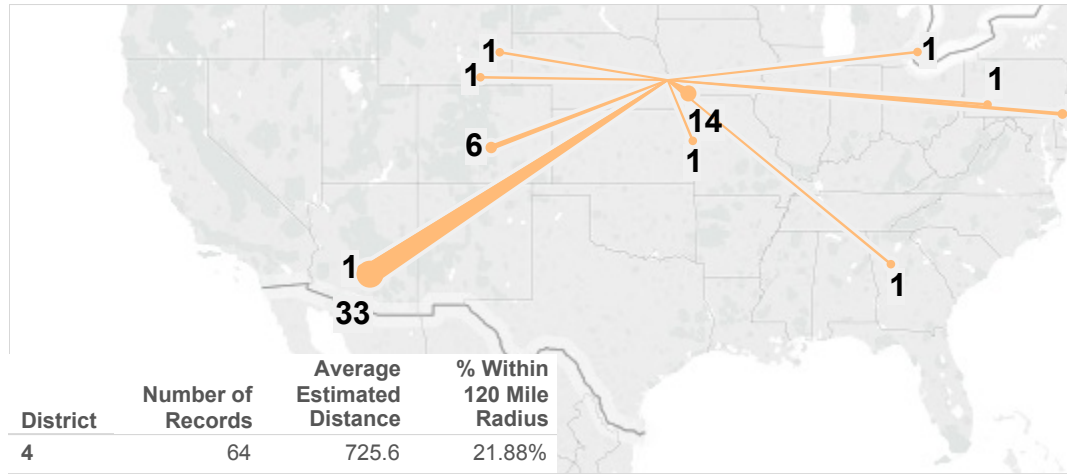 1
1
1
1
6
14
1
1
33
1
District
Number of Records
Average Estimated Distance
% Within 120 Mile Radius
4 64 725.6 21.88%